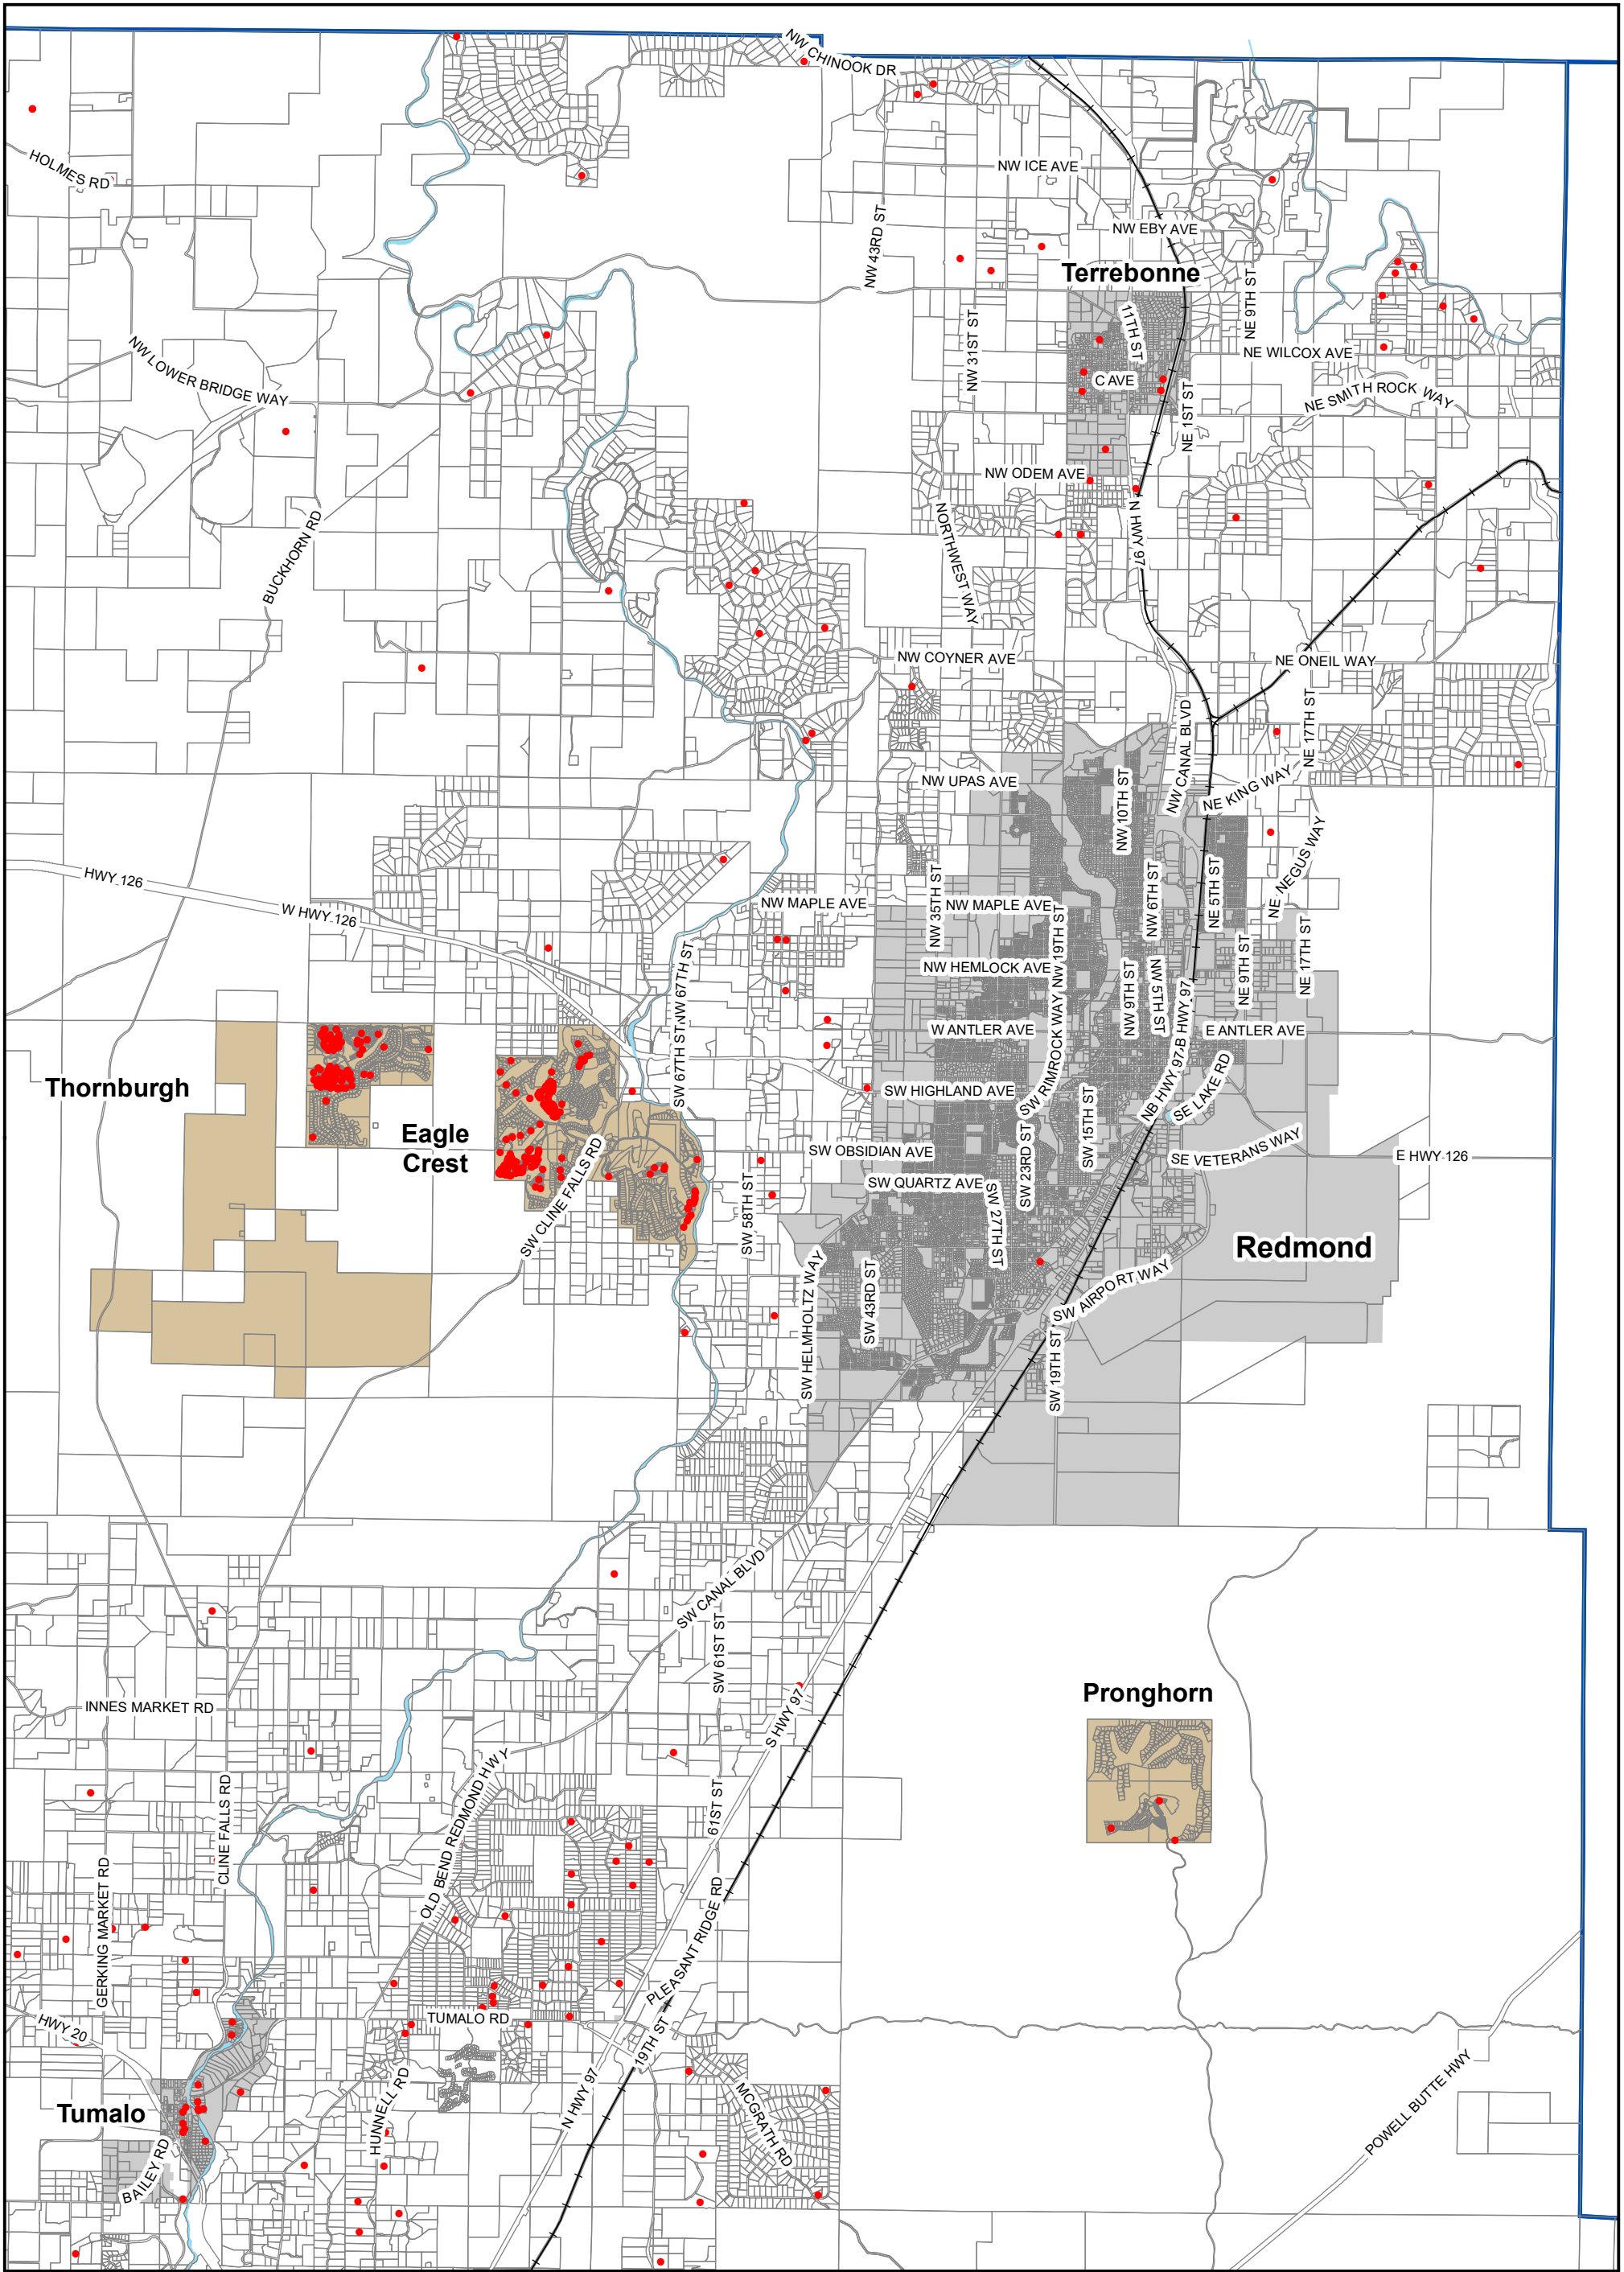 NW CHINOOK DR
HOLMES RD
NW ICE AVE
NW 43RD ST
NW EBY AVE
Terrebonne
NE 9TH ST
11TH ST
NW 31ST ST
NE WILCOX AVE
NW LOWER BRIDGE WAY
C AVE
NE SMITH ROCK WAY
NE 1ST ST
NW ODEM AVE
N HWY 97
NORTHWEST WAY
BUCKHORN RD
NW COYNER AVE
NE ONEIL WAY
NE 17TH ST
NW CANAL BLVD
NW UPAS AVE
NW 10TH ST
NE KING WAY
HWY 126
W HWY 126
NE NEGUS WAY
NW 35TH ST
NW 6TH ST
NE 5TH ST
NW MAPLE AVE
NW MAPLE AVE
NW 19TH ST
NW 67TH ST
NE 9TH ST
NE 17TH ST
NW HEMLOCK AVE
NW 9TH ST
NW 5TH ST
W ANTLER AVE
E ANTLER AVE
SW RIMROCK WAY
SW 67TH ST
NB HWY 97
B HWY 97
SE LAKE RD
Thornburgh
SW HIGHLAND AVE
SW 15TH ST
Eagle
Crest
SW OBSIDIAN AVE
SE VETERANS WAY
E HWY 126
SW CLINE FALLS RD
SW QUARTZ AVE
SW 23RD ST
SW 58TH ST
SW 27TH ST
Redmond
SW HELMHOLTZ WAY
SW 43RD ST
SW AIRPORT WAY
SW 19TH ST
SW CANAL BLVD
SW 61ST ST
Pronghorn
INNES MARKET RD
S HWY 97
CLINE FALLS RD
OLD BEND REDMOND HWY
61ST ST
GERKING MARKET RD
PLEASANT RIDGE RD
HWY 20
TUMALO RD
19TH ST
POWELL BUTTE HWY
Tumalo
HUNNELL RD
N HWY 97
MCGRATH RD
BAILEY RD